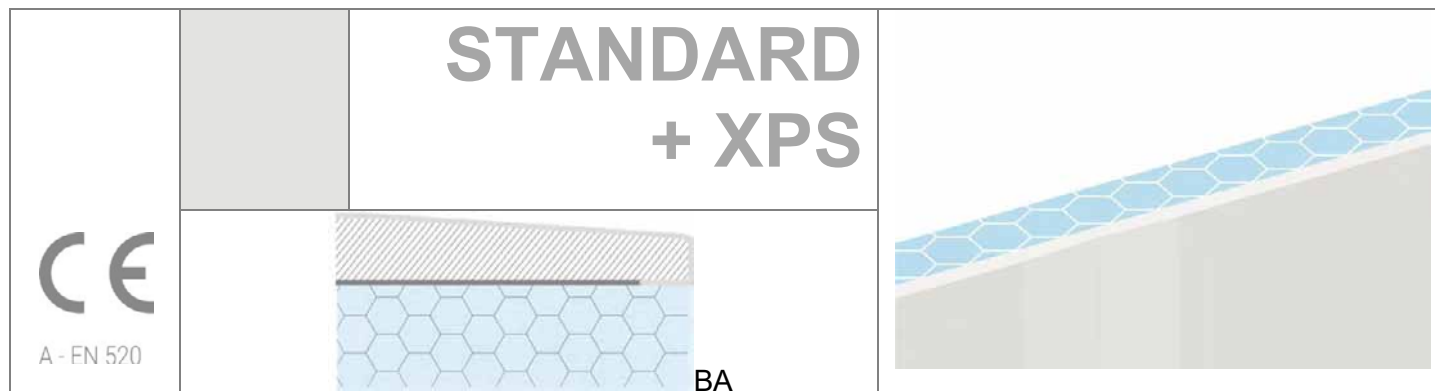 STANDARD
+ XPS
CE
A - EN 520
BA